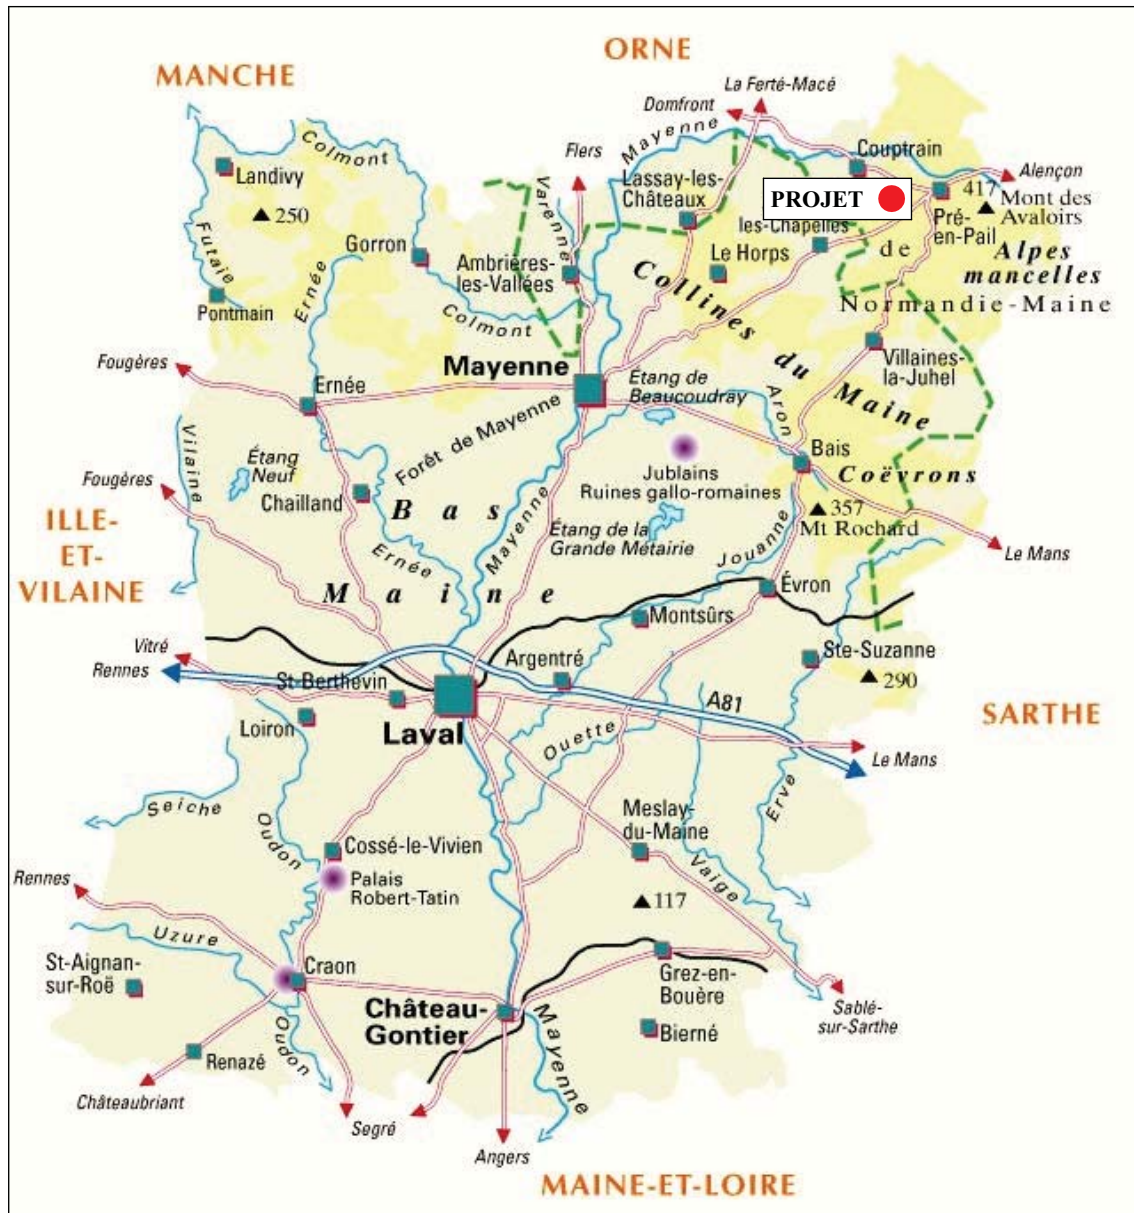 ORNE
MANCHE
La Ferté-Macé
Domfront
Mayenne
Colmont
Flers
Couptrain
Landivy
Alençon
Lassay-les-
Châteaux
Varenne
PROJET
417
Mont des
Avaloirs
250
Pré-
en-Pail
les-Chapelles
Futaie
Gorron
Le Horps
de
Alpes
mancelles
Ambrières-
les-Vallées
Ernée
Collines
du
Maine
Normandie-Maine
Pontmain
Colmont
Fougères
Mayenne
Villaines-
la-Juhel
Étang de
Beaucoudray
Ernée
Aron
Forêt de Mayenne
Vilaine
Étang
Neuf
Bais
Jublains
Ruines gallo-romaines
Coëvrons
Fougères
Chailland
Bas
Mayenne
357
Mt Rochard
ILLE-
ET-
VILAINE
Étang de la
Grande Métairie
Jouanne
Le Mans
Ernée
Évron
Maine
Montsûrs
Vitré
Rennes
Argentré
Ste-Suzanne
St-Berthevin
290
A81
SARTHE
Loiron
Laval
Ouette
Le Mans
Seiche
Erve
Meslay-
du-Maine
Oudon
Cossé-le-Vivien
Vaige
Rennes
Palais
Robert-Tatin
117
Uzure
St-Aignan-
sur-Roë
Craon
Grez-en-
Bouère
Château-
Gontier
Sablé-
sur-Sarthe
Oudon
Mayenne
Bierné
Renazé
Châteaubriant
Segré
Angers
MAINE-ET-LOIRE